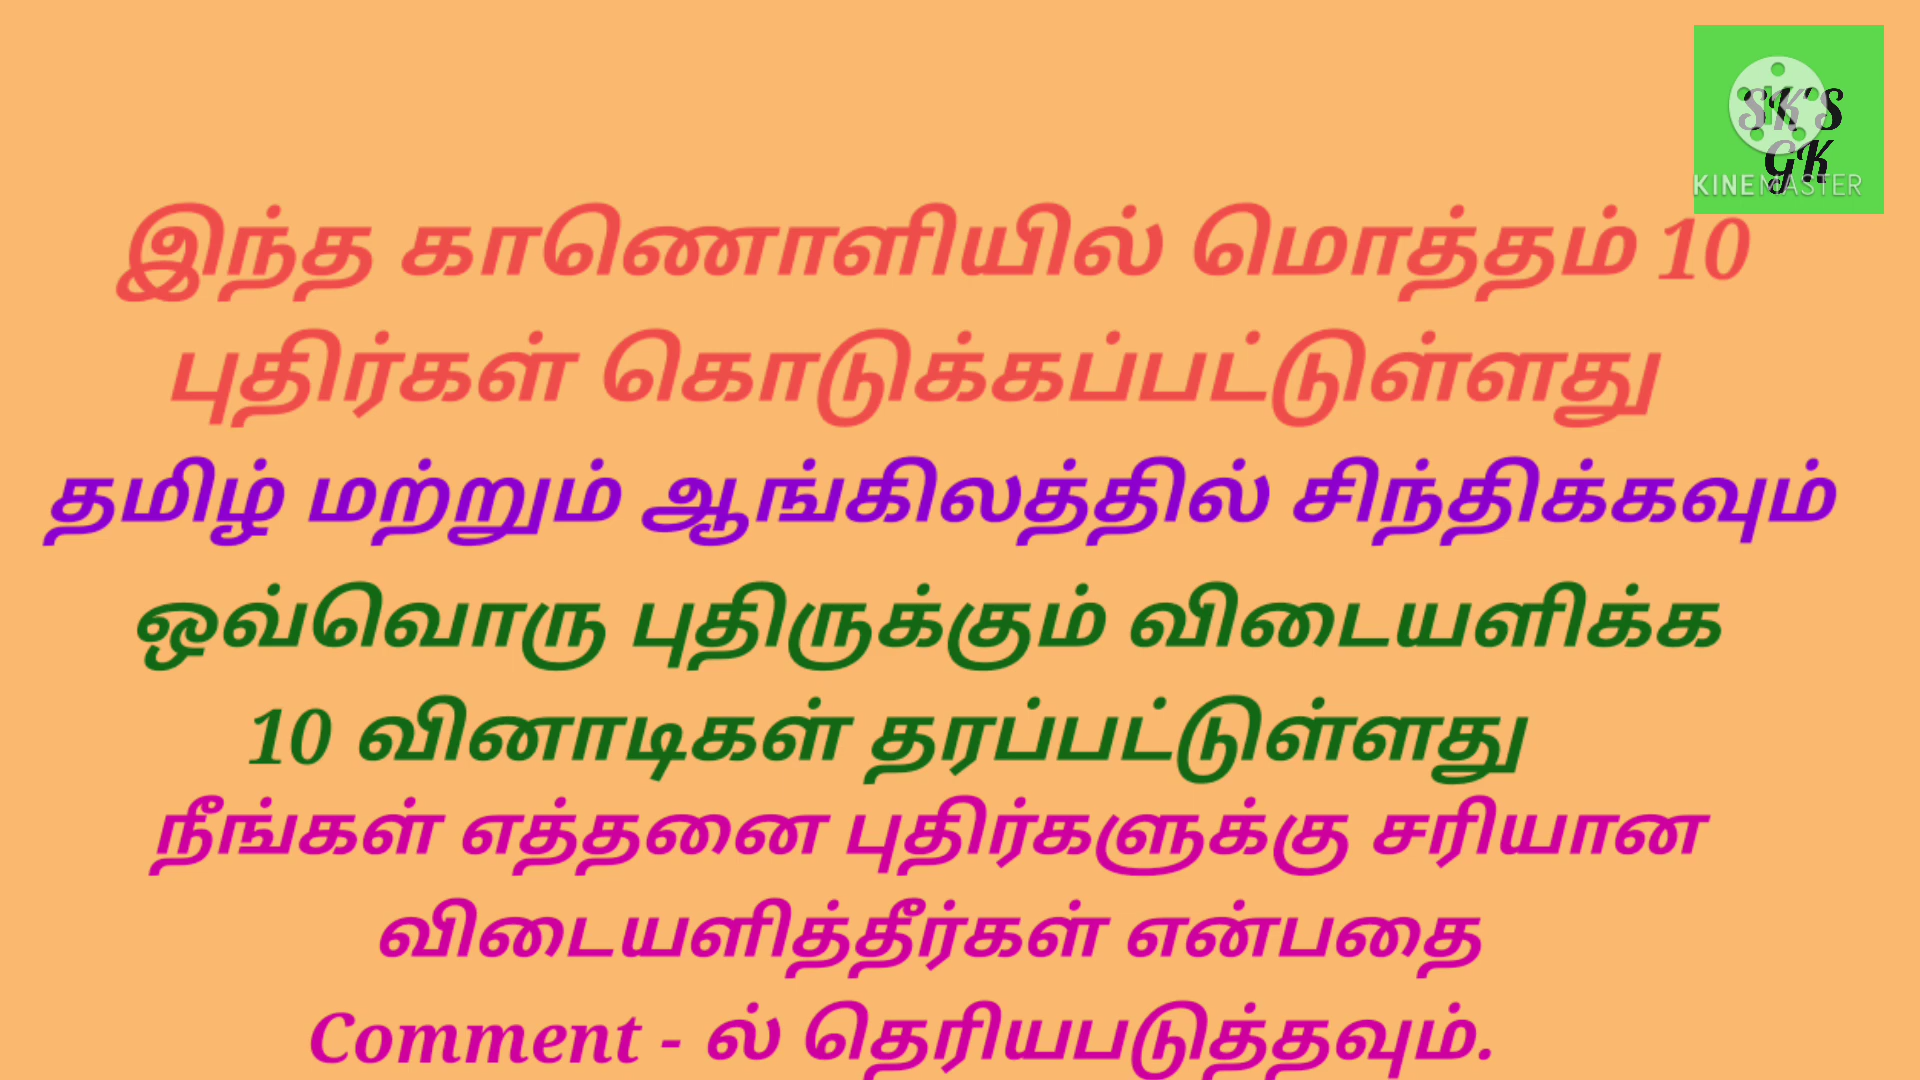 SK'S
GK
KINEMASTER
இந்த காணொளியில் மொத்தம் 10
புதிர்கள் கொடுக்கப்பட்டுள்ளது
தமிழ் மற்றும் ஆங்கிலத்தில் சிந்திக்கவும்
ஒவ்வொரு புதிருக்கும் விடையளிக்க
10 வினாடிகள் தரப்பட்டுள்ளது
நீங்கள் எத்தனை புதிர்களுக்கு சரியான
விடையளித்தீர்கள் என்பதை
Comment - ல் தெரியபடுத்தவும்.